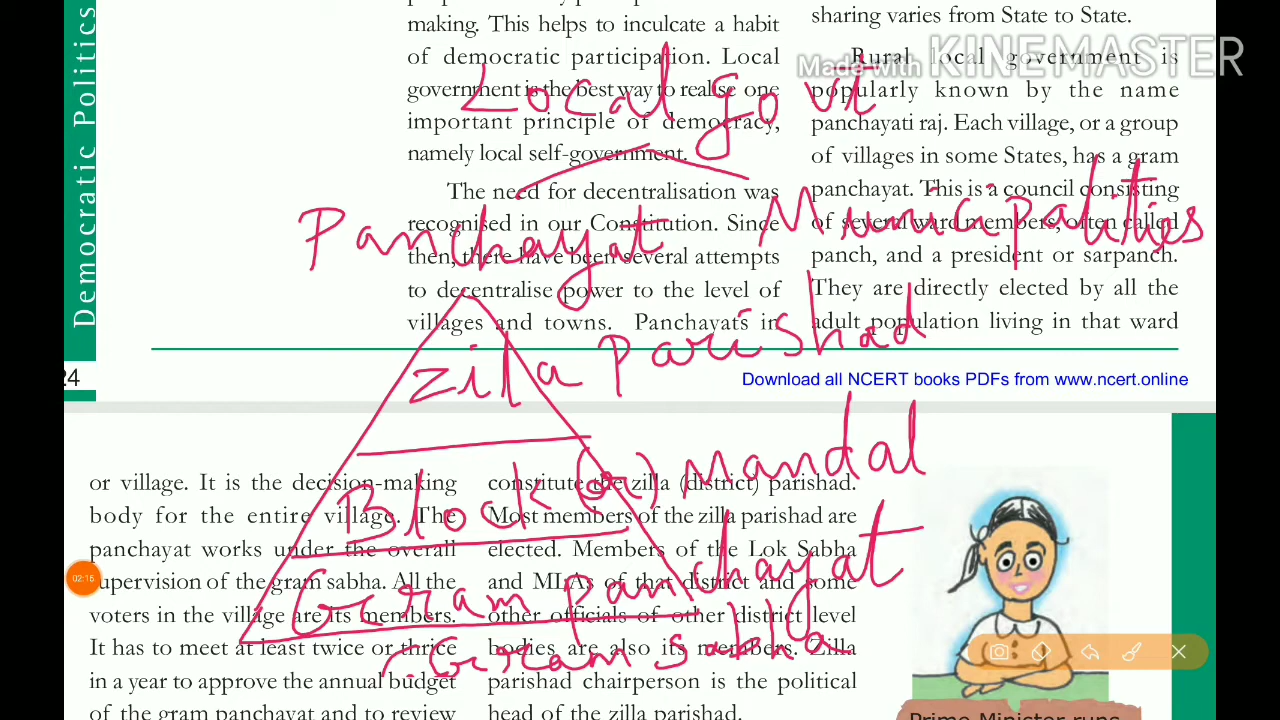 Democratic Politics
24
making. This helps to inculcate a habit
of democratic participation. Local
government is the best way to realise one
important principle of democracy,
namely local self-government.
The need for decentralisation was
recognised in our Constitution. Since
then, there have been several attempts
to decentralise power to the level of
villages and towns. Panchayats in
sharing varies from State to State.
Rural local government is
popularly known by the name
panchayati raj. Each village, or a group
of villages in some States, has a gram
panchayat. This is a council consisting
of several ward members, often called
panch, and a president or sarpanch.
They are directly elected by all the
adult population living in that ward
Made with KINEMASTER
Local govt
Panchayat Municipalities
Zila Parishad
Block (or) Mandal
Gram Panchayat
Gram sabha
Download all NCERT books PDFs from www.ncert.online
or village. It is the decision-making
body for the entire village. The
panchayat works under the overall
supervision of the gram sabha. All the
voters in the village are its members.
It has to meet at least twice or thrice
in a year to approve the annual budget
of the gram panchayat and to review
constitute the zilla (district) parishad.
Most members of the zilla parishad are
elected. Members of the Lok Sabha
and MLAs of that district and some
other officials of other district level
bodies are also its members. Zilla
parishad chairperson is the political
head of the zilla parishad.
02:16
Prime Minister runs